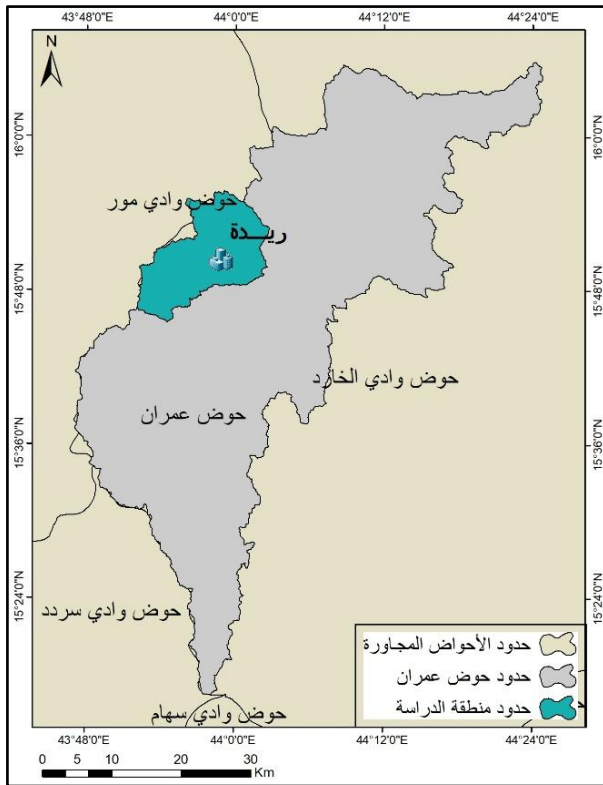 43°48'0"E 44°0'0"E 44°12'0"E 44°24'0"E
N
16°0'0"N 16°0'0"N
حوض وادي مور
ريـــدة
15°48'0"N 15°48'0"N
حوض وادي الخارد
حوض عمران
15°36'0"N 15°36'0"N
15°24'0"N 15°24'0"N
حوض وادي سردد
حدود الأحواض المجاورة
حدود حوض عمران
حدود منطقة الدراسة
حوض وادي سهام
43°48'0"E 44°0'0"E 44°12'0"E 44°24'0"E
0 5 10 20 30
Km